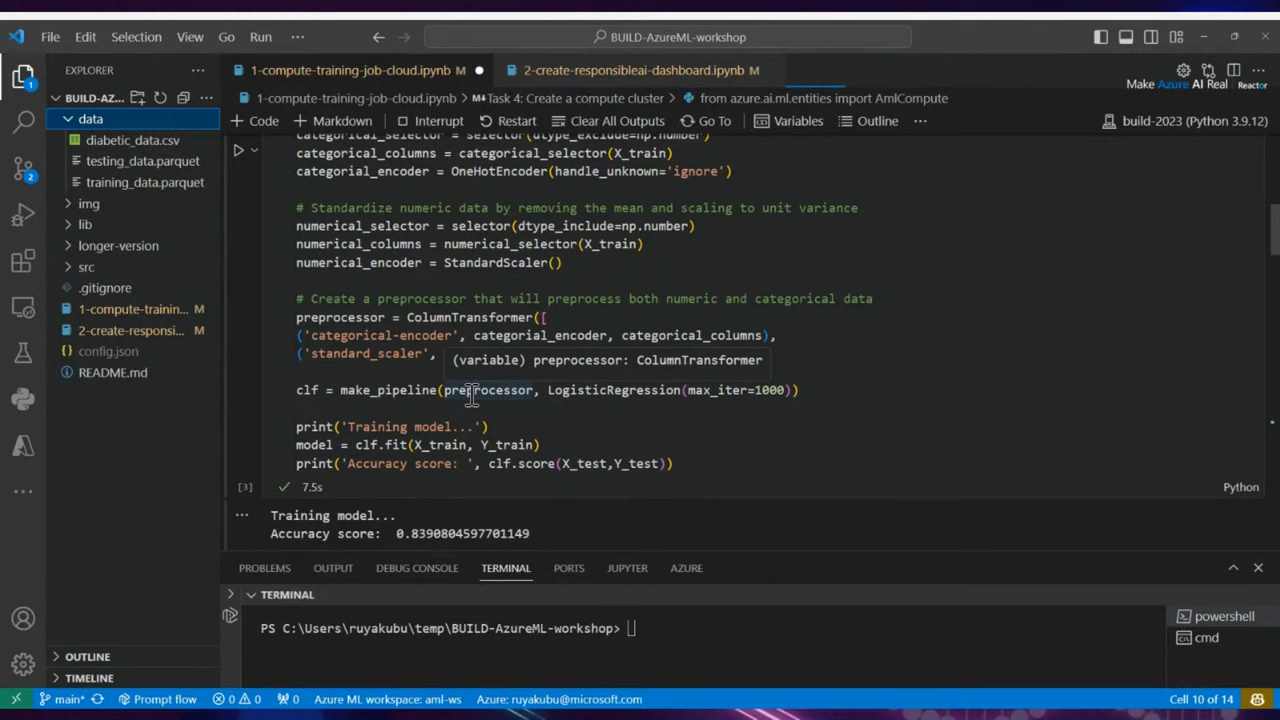 File Edit Selection View Go Run ···
BUILD-AzureML-workshop
EXPLORER ···
1-compute-training-job-cloud.ipynb M
2-create-responsibleai-dashboard.ipynb M
Make Azure AI Real Reactor
BUILD-AZ... ···
1-compute-training-job-cloud.ipynb > Task 4: Create a compute cluster > from azure.ai.ml.entities import AmlCompute
+ Code + Markdown Interrupt Restart Clear All Outputs Go To Variables Outline ··· build-2023 (Python 3.9.12)
data
diabetic_data.csv
testing_data.parquet
training_data.parquet
img
lib
longer-version
src
.gitignore
1-compute-trainin... M
2-create-responsi... M
config.json
README.md
OUTLINE
TIMELINE
1
2
categorical_selector = selector(dtype_exclude=np.number)
categorical_columns = categorical_selector(X_train)
categorial_encoder = OneHotEncoder(handle_unknown='ignore')
# Standardize numeric data by removing the mean and scaling to unit variance
numerical_selector = selector(dtype_include=np.number)
numerical_columns = numerical_selector(X_train)
numerical_encoder = StandardScaler()
# Create a preprocessor that will preprocess both numeric and categorical data
preprocessor = ColumnTransformer([
('categorical-encoder', categorial_encoder, categorical_columns),
('standard_scaler',
(variable) preprocessor: ColumnTransformer
clf = make_pipeline(preprocessor, LogisticRegression(max_iter=1000))
print('Training model...')
model = clf.fit(X_train, Y_train)
print('Accuracy score: ', clf.score(X_test,Y_test))
[3] 7.5s Python
··· Training model...
Accuracy score: 0.8390804597701149
PROBLEMS OUTPUT DEBUG CONSOLE TERMINAL PORTS JUPYTER AZURE
TERMINAL
PS C:\Users\ruyakubu\temp\BUILD-AzureML-workshop>
powershell
cmd
main* Prompt flow 0 0 0 Azure ML workspace: aml-ws Azure: ruyakubu@microsoft.com Cell 10 of 14